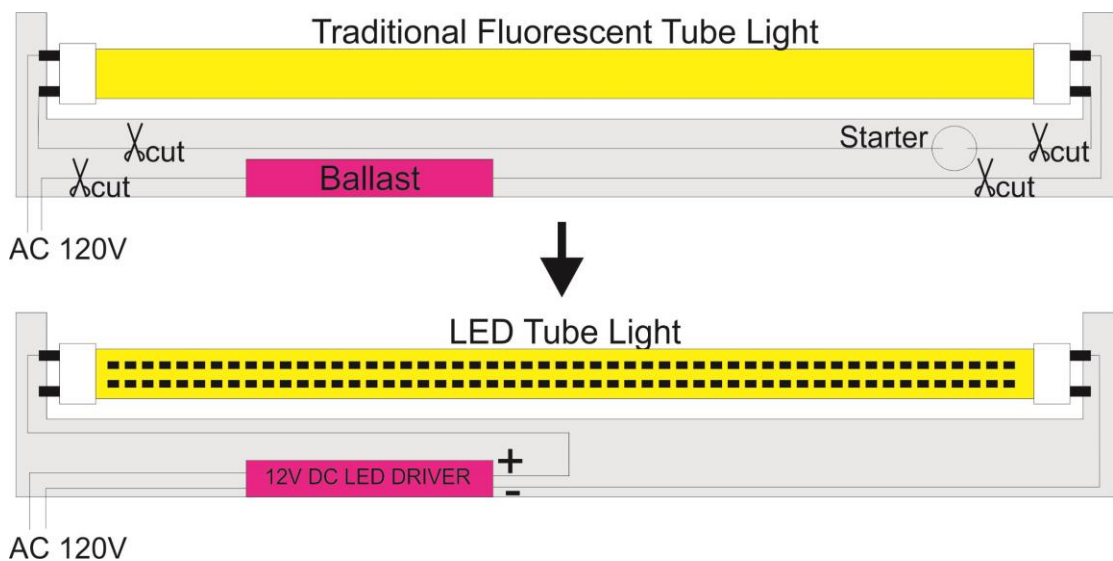 Traditional Fluorescent Tube Light
Starter
cut
cut
cut
Ballast
cut
AC 120V
LED Tube Light
+
12V DC LED DRIVER
-
AC 120V